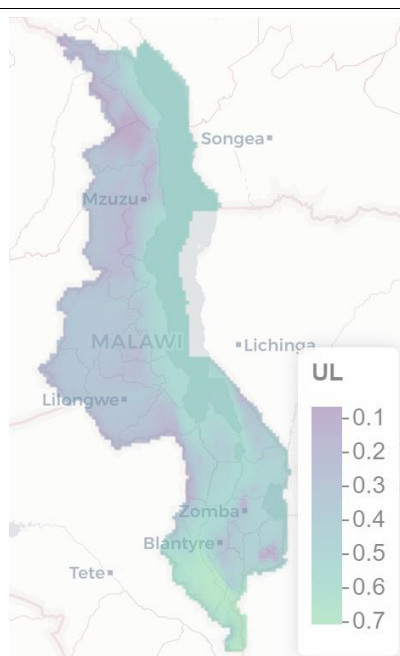 Songea
Mzuzu
MALAWI
Lichinga
UL
Lilongwe
0.1
0.2
0.3
0.4
0.5
0.6
0.7
Zomba
Blantyre
Tete